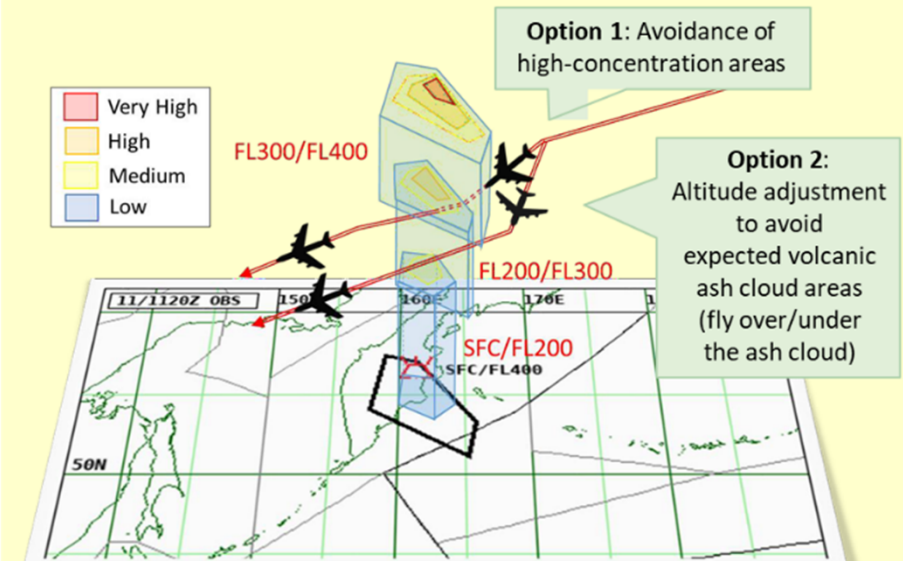 Option 1: Avoidance of
high-concentration areas
Very High
High
Medium
Low
FL300/FL400
Option 2:
Altitude adjustment
to avoid
expected volcanic
ash cloud areas
(fly over/under
the ash cloud)
FL200/FL300
11/1120Z OBS
160E
170E
SFC/FL200
SFC/FL400
50N